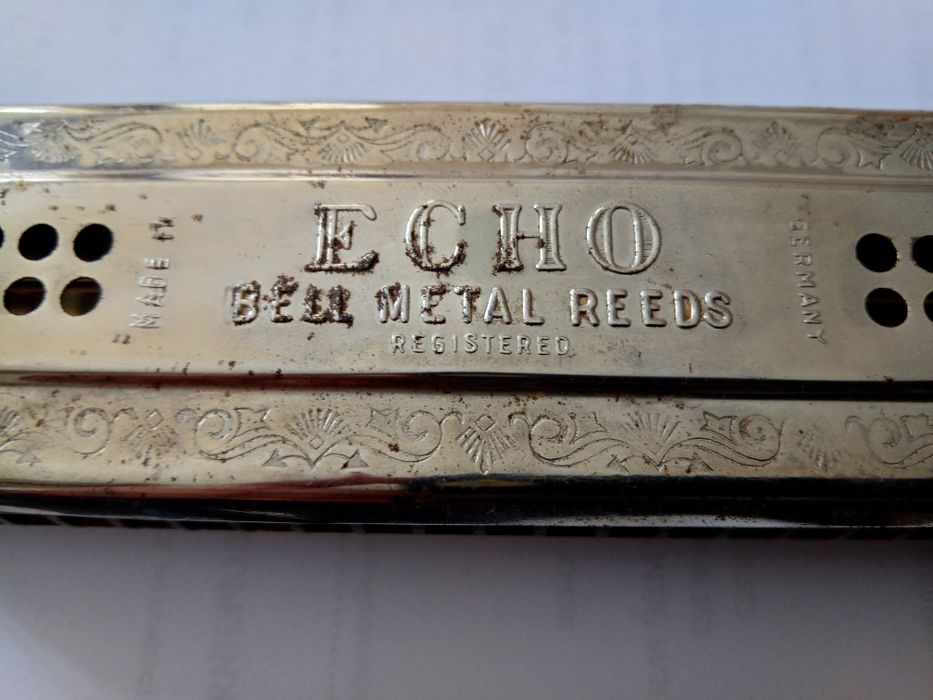 MADE IN
ECHO
BELL METAL REEDS
REGISTERED
GERMANY